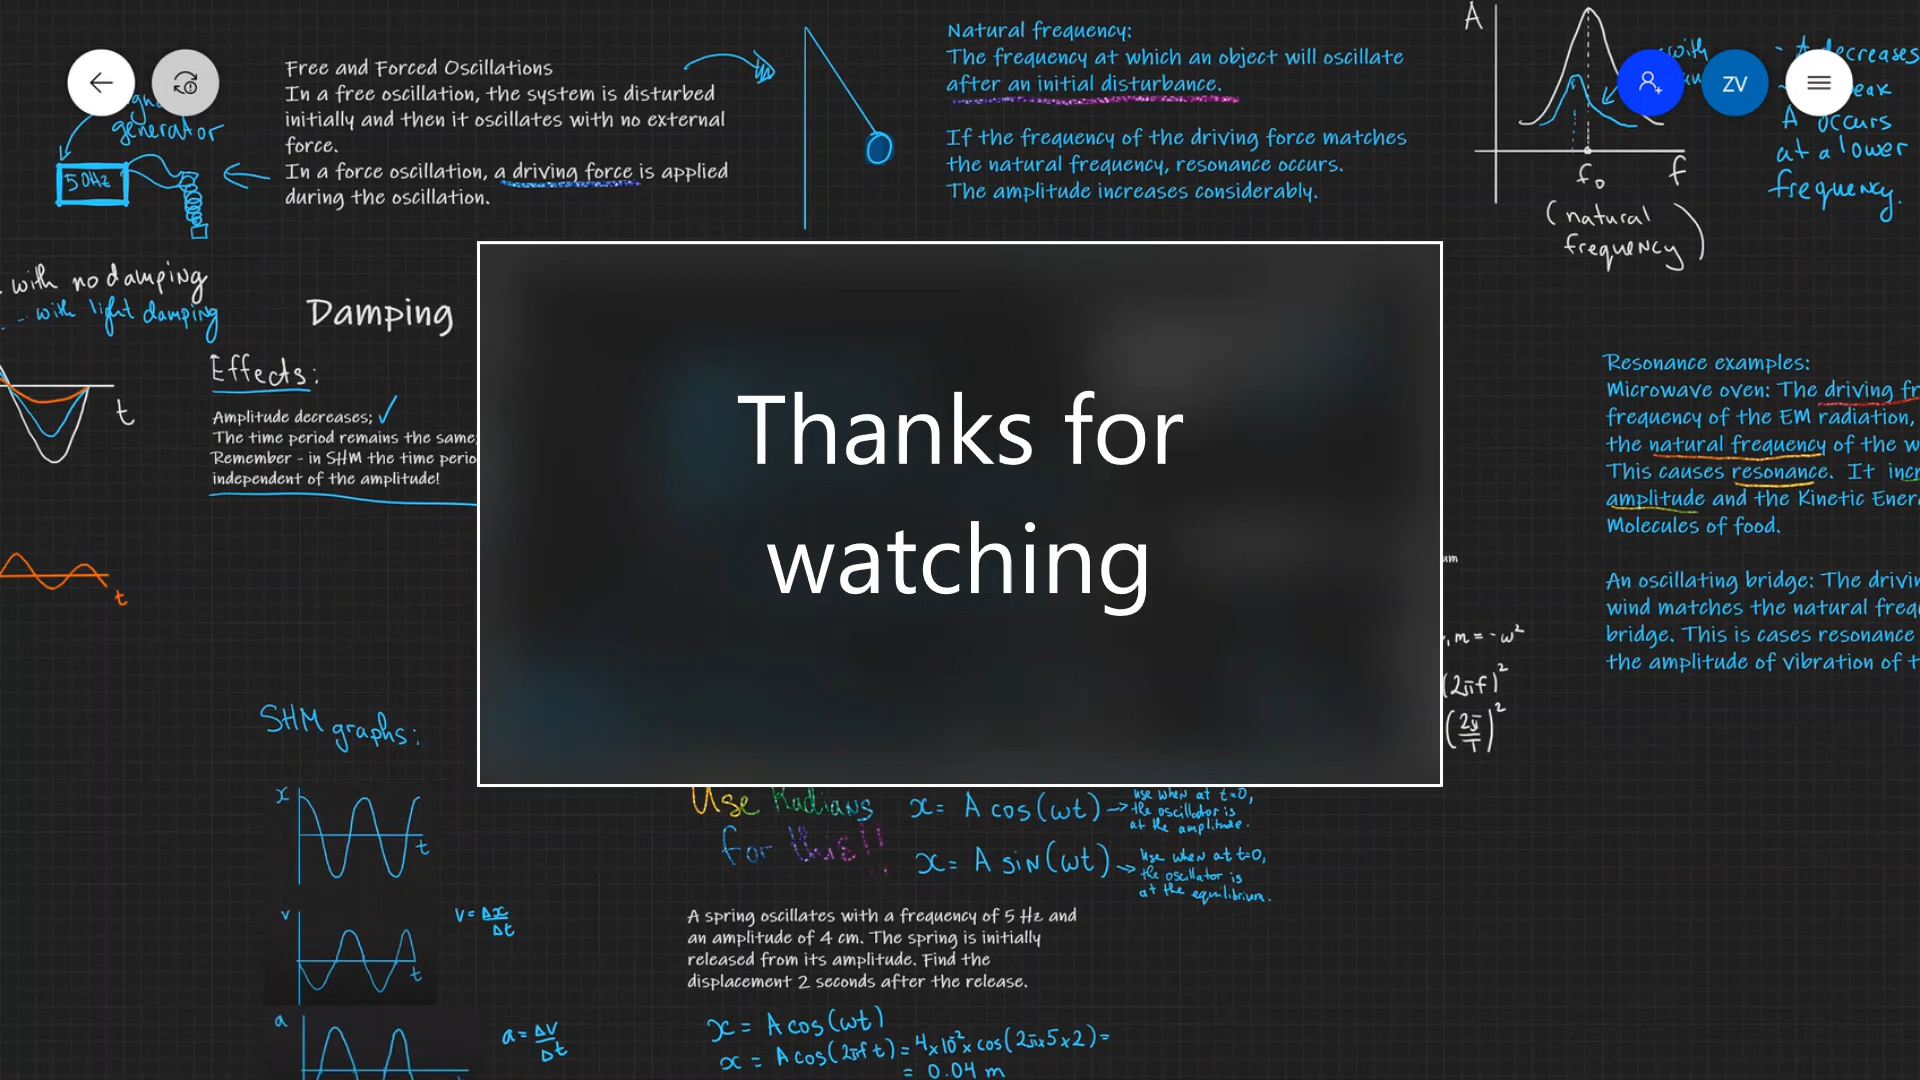 generator
50Hz
Free and Forced Oscillations
In a free oscillation, the system is disturbed
initially and then it oscillates with no external
force.
In a force oscillation, a driving force is applied
during the oscillation.
Natural frequency:
The frequency at which an object will oscillate
after an initial disturbance.
If the frequency of the driving force matches
the natural frequency, resonance occurs.
The amplitude increases considerably.
A
f₀
f
(natural
frequency)
with
ZV
decreases
A occurs
at a lower
frequency.
with no damping
with light damping
t
t
Damping
Effects:
Amplitude decreases; ✓
The time period remains the same;
Remember - in SHM the time perio
independent of the amplitude!
Thanks for
watching
Resonance examples:
Microwave oven: The driving fr
frequency of the EM radiation,
the natural frequency of the w
This causes resonance. It incr
amplitude and the Kinetic Ener
Molecules of food.
An oscillating bridge: The drivin
wind matches the natural freq
bridge. This is cases resonance
the amplitude of vibration of t
m = -ω²
(2πf)²
SHM graphs:
x
t
v
t
v = Δx/Δt
a
a = Δv/Δt
Use Radians
for this!!
x = A cos(ωt) → use when at t=0,
the oscillator is
at the amplitude.
x = A sin(ωt) → use when at t=0,
the oscillator is
at the equilibrium.
A spring oscillates with a frequency of 5 Hz and
an amplitude of 4 cm. The spring is initially
released from its amplitude. Find the
displacement 2 seconds after the release.
x = A cos(ωt)
x = A cos(2πft) = 4x10⁻² x cos(2πx5x2) =
= 0.04 m